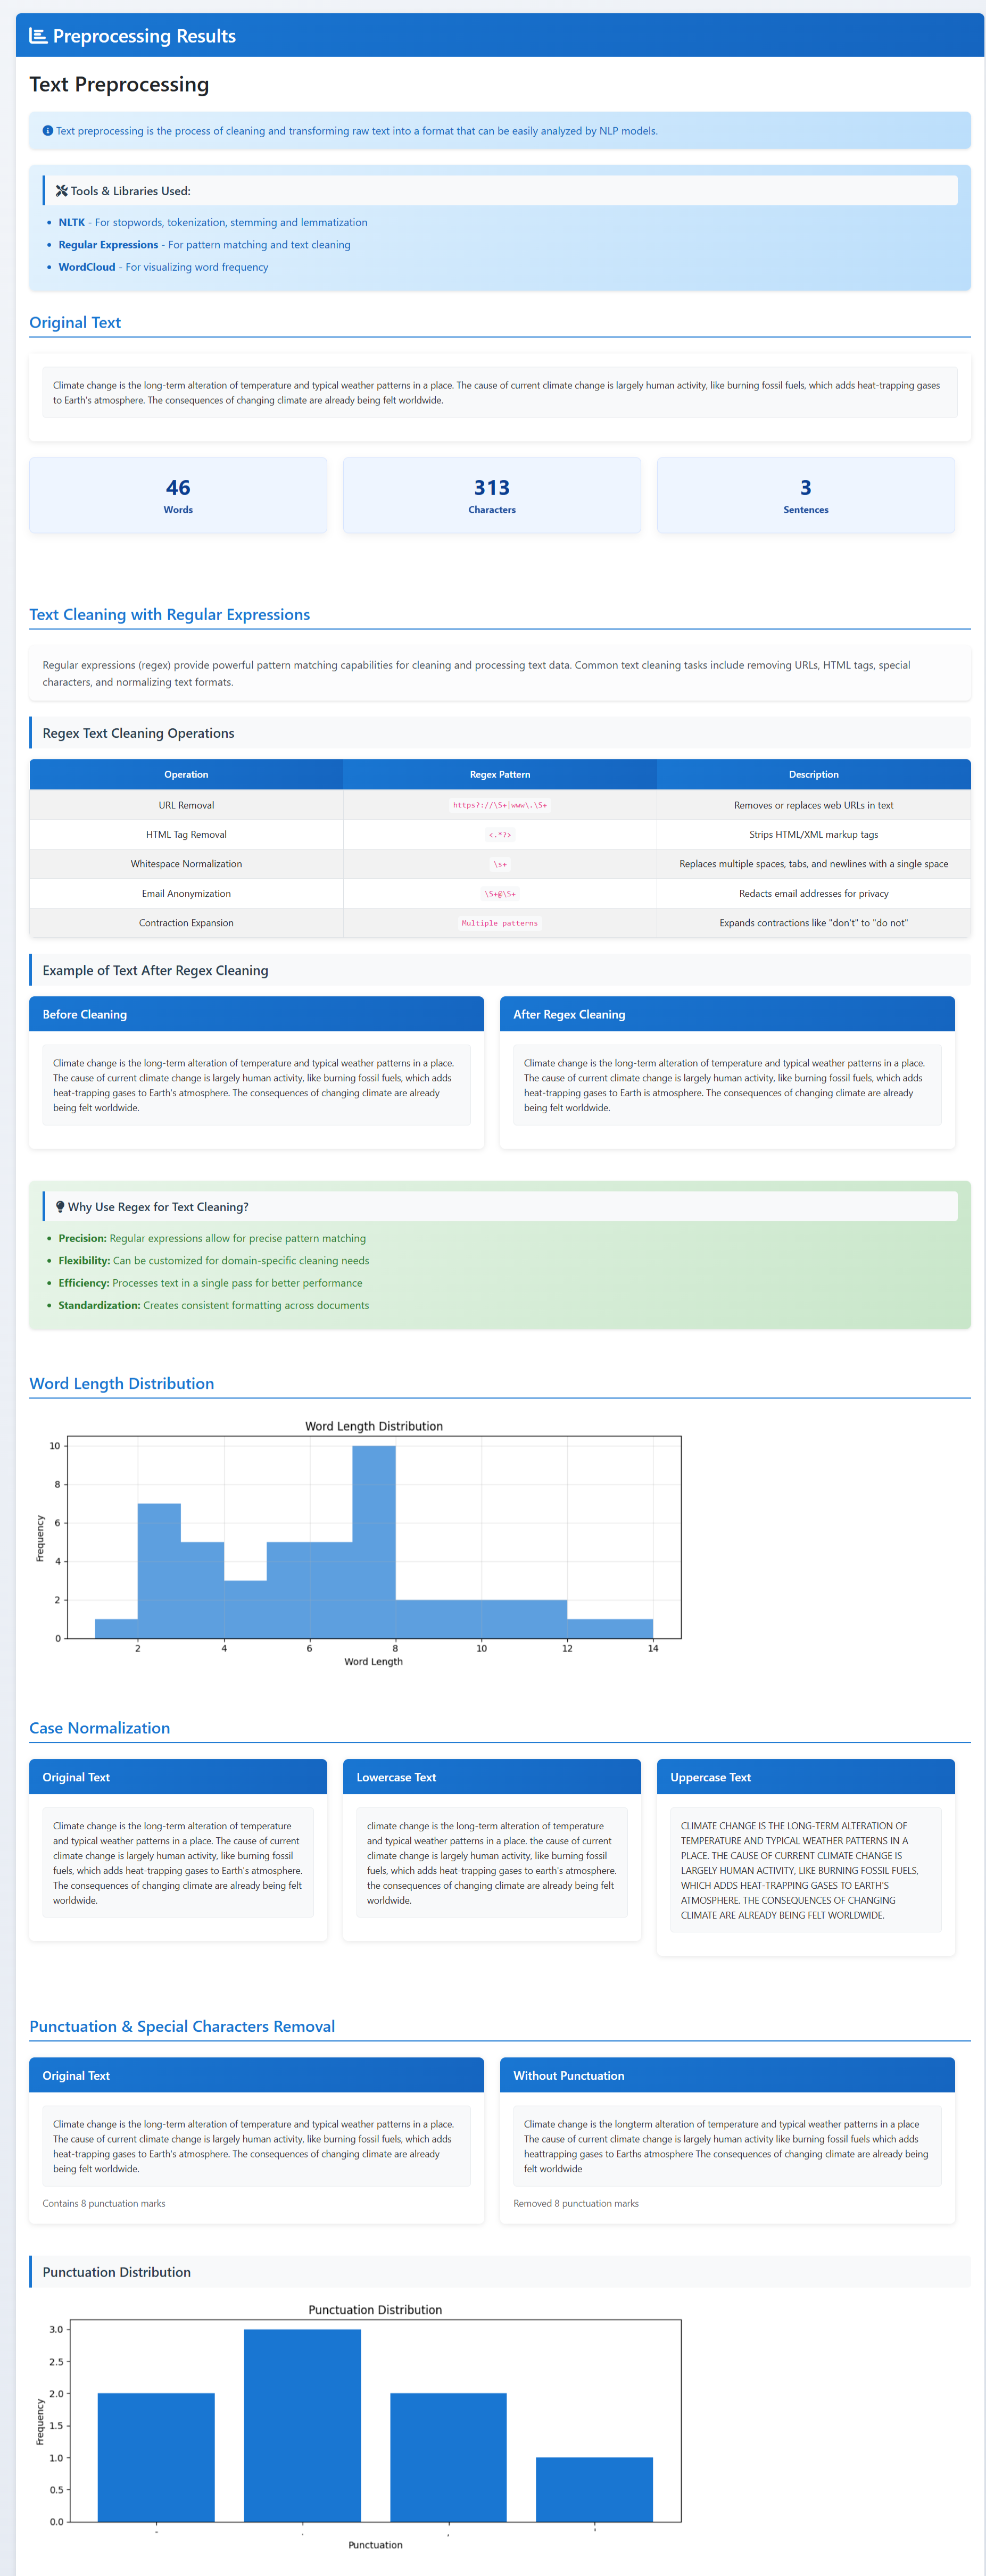 Preprocessing Results
Text Preprocessing
Text preprocessing is the process of cleaning and transforming raw text into a format that can be easily analyzed by NLP models.
Tools & Libraries Used:
• NLTK - For stopwords, tokenization, stemming and lemmatization
• Regular Expressions - For pattern matching and text cleaning
• WordCloud - For visualizing word frequency
Original Text
Climate change is the long-term alteration of temperature and typical weather patterns in a place. The cause of current climate change is largely human activity, like burning fossil fuels, which adds heat-trapping gases
to Earth's atmosphere. The consequences of changing climate are already being felt worldwide.
46
Words
313
Characters
3
Sentences
Text Cleaning with Regular Expressions
Regular expressions (regex) provide powerful pattern matching capabilities for cleaning and processing text data. Common text cleaning tasks include removing URLs, HTML tags, special
characters, and normalizing text formats.
Regex Text Cleaning Operations
Operation Regex Pattern Description
URL Removal https?://\S+|www\.\S+ Removes or replaces web URLs in text
HTML Tag Removal <.*?> Strips HTML/XML markup tags
Whitespace Normalization \s+ Replaces multiple spaces, tabs, and newlines with a single space
Email Anonymization \S+@\S+ Redacts email addresses for privacy
Contraction Expansion Multiple patterns Expands contractions like "don't" to "do not"
Example of Text After Regex Cleaning
Before Cleaning
Climate change is the long-term alteration of temperature and typical weather patterns in a place.
The cause of current climate change is largely human activity, like burning fossil fuels, which adds
heat-trapping gases to Earth's atmosphere. The consequences of changing climate are already
being felt worldwide.
After Regex Cleaning
Climate change is the long-term alteration of temperature and typical weather patterns in a place.
The cause of current climate change is largely human activity, like burning fossil fuels, which adds
heat-trapping gases to Earth is atmosphere. The consequences of changing climate are already
being felt worldwide.
Why Use Regex for Text Cleaning?
• Precision: Regular expressions allow for precise pattern matching
• Flexibility: Can be customized for domain-specific cleaning needs
• Efficiency: Processes text in a single pass for better performance
• Standardization: Creates consistent formatting across documents
Word Length Distribution
Word Length Distribution
Frequency
10
8
6
4
2
0
2 4 6 8 10 12 14
Word Length
Case Normalization
Original Text
Climate change is the long-term alteration of temperature
and typical weather patterns in a place. The cause of current
climate change is largely human activity, like burning fossil
fuels, which adds heat-trapping gases to Earth's atmosphere.
The consequences of changing climate are already being felt
worldwide.
Lowercase Text
climate change is the long-term alteration of temperature
and typical weather patterns in a place. the cause of current
climate change is largely human activity, like burning fossil
fuels, which adds heat-trapping gases to earth's atmosphere.
the consequences of changing climate are already being felt
worldwide.
Uppercase Text
CLIMATE CHANGE IS THE LONG-TERM ALTERATION OF
TEMPERATURE AND TYPICAL WEATHER PATTERNS IN A
PLACE. THE CAUSE OF CURRENT CLIMATE CHANGE IS
LARGELY HUMAN ACTIVITY, LIKE BURNING FOSSIL FUELS,
WHICH ADDS HEAT-TRAPPING GASES TO EARTH'S
ATMOSPHERE. THE CONSEQUENCES OF CHANGING
CLIMATE ARE ALREADY BEING FELT WORLDWIDE.
Punctuation & Special Characters Removal
Original Text
Climate change is the long-term alteration of temperature and typical weather patterns in a place.
The cause of current climate change is largely human activity, like burning fossil fuels, which adds
heat-trapping gases to Earth's atmosphere. The consequences of changing climate are already
being felt worldwide.
Contains 8 punctuation marks
Without Punctuation
Climate change is the longterm alteration of temperature and typical weather patterns in a place
The cause of current climate change is largely human activity like burning fossil fuels which adds
heattrapping gases to Earths atmosphere The consequences of changing climate are already being
felt worldwide
Removed 8 punctuation marks
Punctuation Distribution
Punctuation Distribution
Frequency
3.0
2.5
2.0
1.5
1.0
0.5
0.0
- . , '
Punctuation